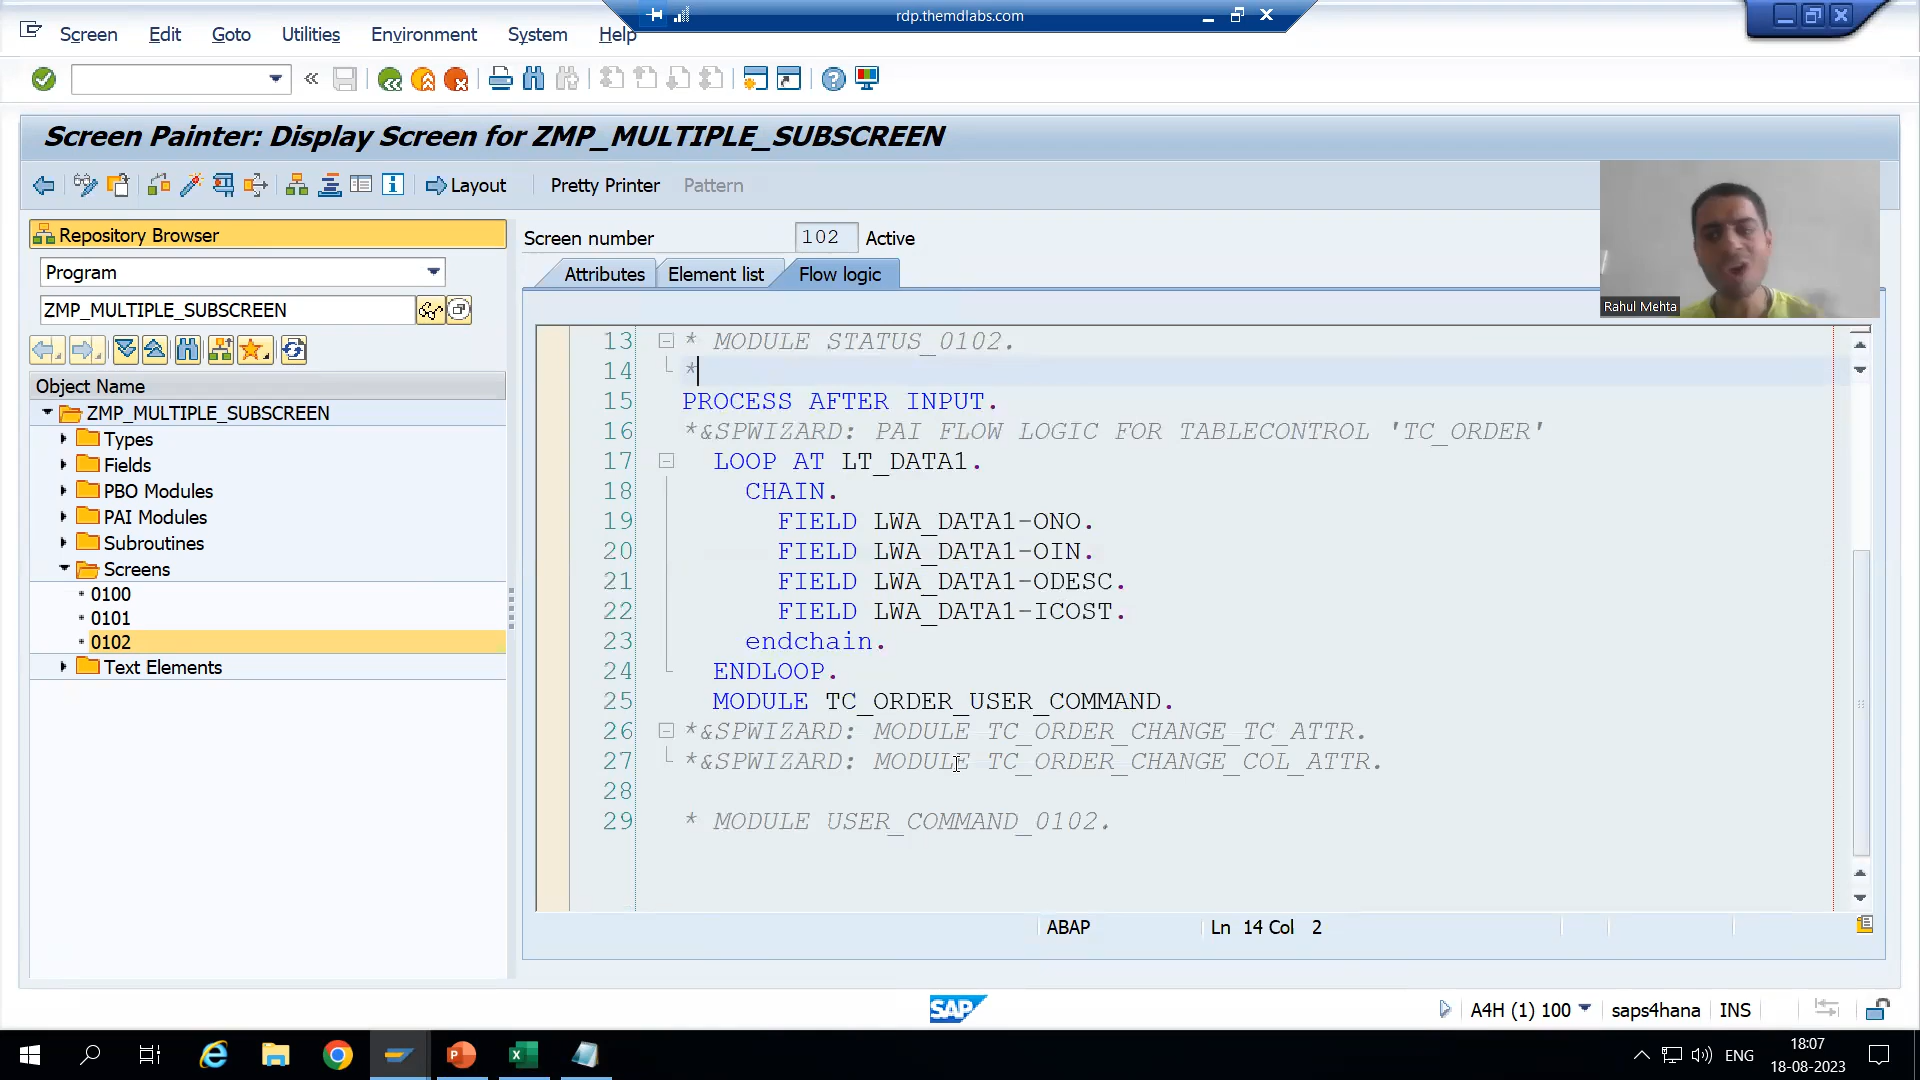 rdp.themdlabs.com
Screen Edit Goto Utilities Environment System Help
Screen Painter: Display Screen for ZMP_MULTIPLE_SUBSCREEN
Layout Pretty Printer Pattern
Repository Browser
Program
ZMP_MULTIPLE_SUBSCREEN
Object Name
ZMP_MULTIPLE_SUBSCREEN
Types
Fields
PBO Modules
PAI Modules
Subroutines
Screens
0100
0101
0102
Text Elements
Screen number 102 Active
Attributes Element list Flow logic
13 * MODULE STATUS_0102.
14 *
15 PROCESS AFTER INPUT.
16 *&SPWIZARD: PAI FLOW LOGIC FOR TABLECONTROL 'TC_ORDER'
17 LOOP AT LT_DATA1.
18 CHAIN.
19 FIELD LWA_DATA1-ONO.
20 FIELD LWA_DATA1-OIN.
21 FIELD LWA_DATA1-ODESC.
22 FIELD LWA_DATA1-ICOST.
23 endchain.
24 ENDLOOP.
25 MODULE TC_ORDER_USER_COMMAND.
26 *&SPWIZARD: MODULE TC_ORDER_CHANGE_TC_ATTR.
27 *&SPWIZARD: MODULE TC_ORDER_CHANGE_COL_ATTR.
28
29 * MODULE USER_COMMAND_0102.
ABAP Ln 14 Col 2
Rahul Mehta
SAP
A4H (1) 100 saps4hana INS
ENG
18:07
18-08-2023